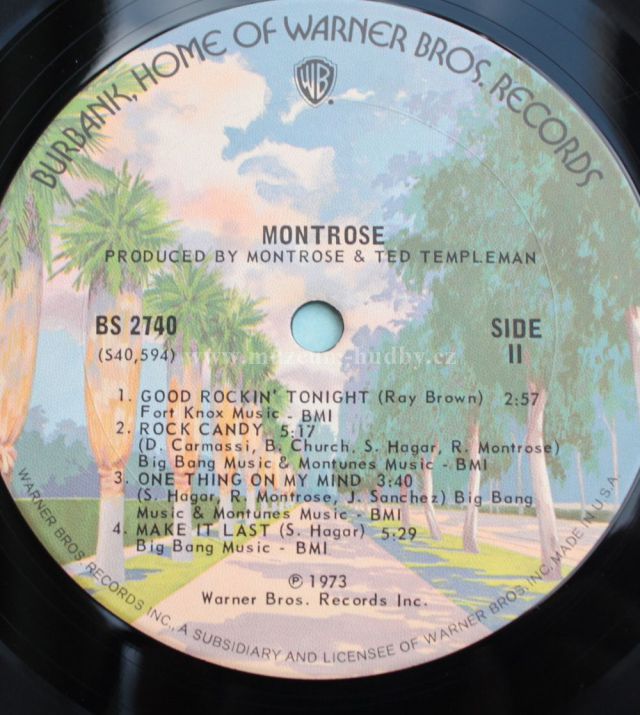 BURBANK, HOME OF WARNER BROS. RECORDS
WB
MONTROSE
PRODUCED BY MONTROSE & TED TEMPLEMAN
BS 2740
(S40,594)
SIDE
II
www.muzeum-hudby.cz
1. GOOD ROCKIN' TONIGHT (Ray Brown) 2:57
Fort Knox Music - BMI
2. ROCK CANDY 5:17
(D. Carmassi, B. Church. S. Hagar, R. Montrose)
Big Bang Music & Montunes Music - BMI
3. ONE THING ON MY MIND 3:40
(S. Hagar, R. Montrose, J. Sanchez) Big Bang
Music & Montunes Music - BMI
4. MAKE IT LAST (S. Hagar) 5:29
Big Bang Music - BMI
℗ 1973
Warner Bros. Records Inc.
WARNER BROS. RECORDS INC., A SUBSIDIARY AND LICENSEE OF WARNER BROS. INC. MADE IN U.S.A.